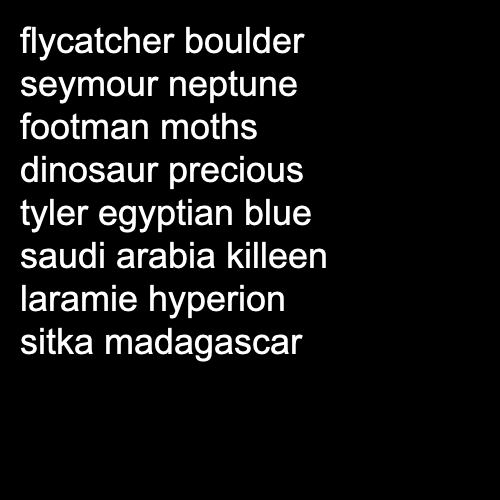 flycatcher boulder
seymour neptune
footman moths
dinosaur precious
tyler egyptian blue
saudi arabia killeen
laramie hyperion
sitka madagascar